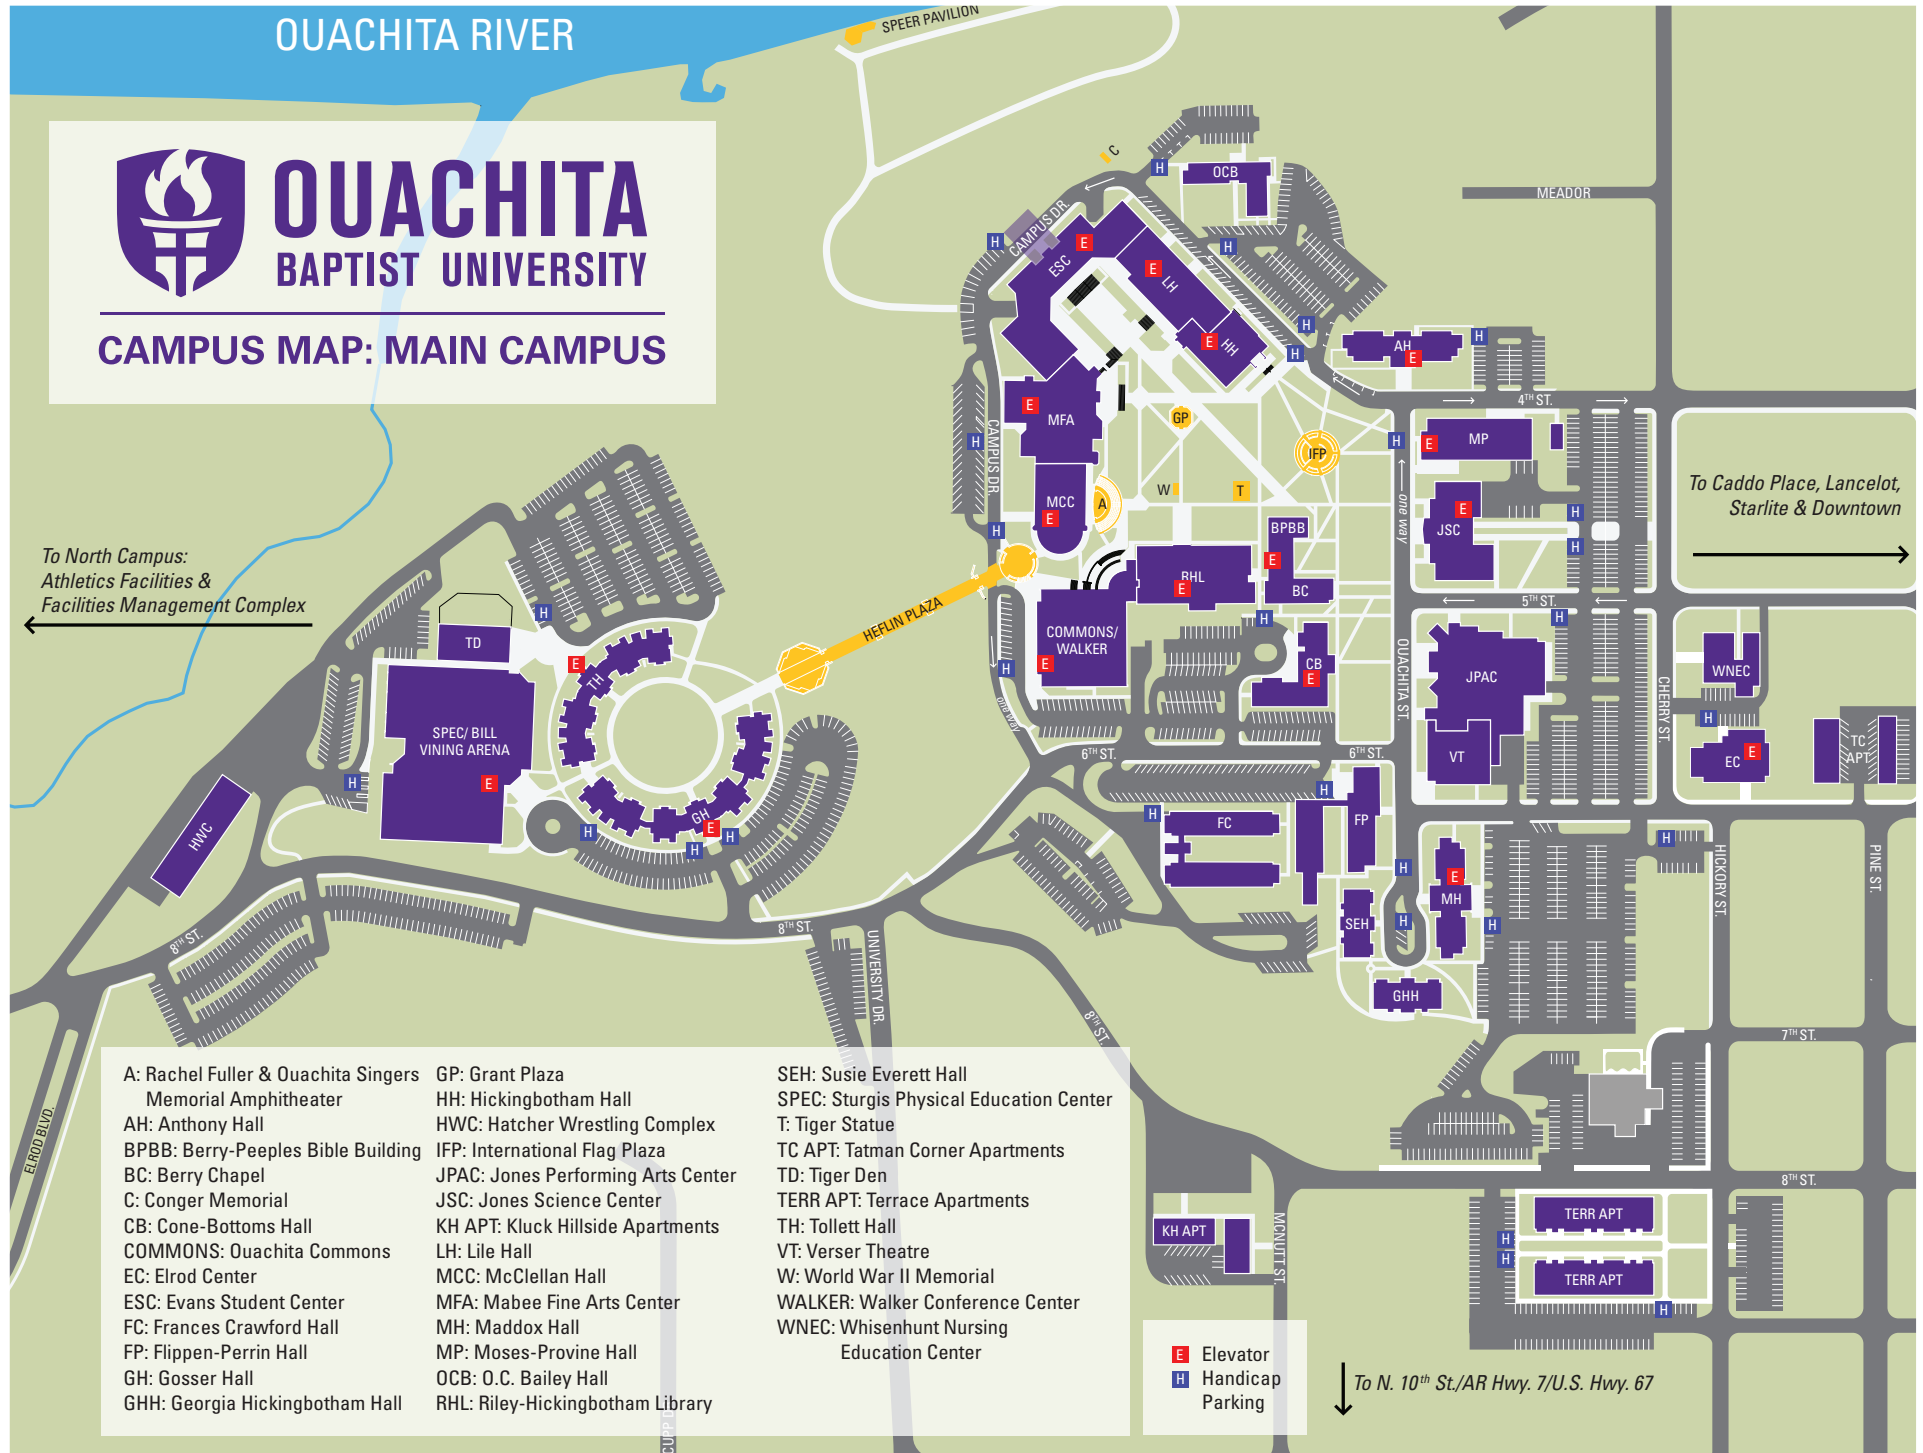 OUACHITA RIVER
SPEER PAVILION
OUACHITA
BAPTIST UNIVERSITY
CAMPUS MAP: MAIN CAMPUS
C
H
OCB
MEADOR
CAMPUS DR.
H
E
H
ESC
E
LH
H
E
HH
H
AH
E
H
4TH ST.
E
MFA
GP
CAMPUS DR.
H
IFP
H
E
MP
To Caddo Place, Lancelot,
Starlite & Downtown
W
T
MCC
A
E
one way
JSC
E
H
H
H
BPBB
E
To North Campus:
Athletics Facilities &
Facilities Management Complex
RHL
E
BC
5TH ST.
H
H
H
HEFLIN PLAZA
TD
COMMONS/
WALKER
E
H
E
TH
CB
E
OUACHITA ST.
JPAC
CHERRY ST.
WNEC
one way
H
SPEC/ BILL
VINING ARENA
E
H
6TH ST.
6TH ST.
VT
EC
E
TC
APT
HWC
H
GH
E
H
H
H
H
FC
FP
H
H
HICKORY ST.
PINE ST.
E
MH
H
H
SEH
8TH ST.
8TH ST.
UNIVERSITY DR.
GHH
8TH ST.
7TH ST.
ELROD BLVD.
A: Rachel Fuller & Ouachita Singers
Memorial Amphitheater
AH: Anthony Hall
BPBB: Berry-Peeples Bible Building
BC: Berry Chapel
C: Conger Memorial
CB: Cone-Bottoms Hall
COMMONS: Ouachita Commons
EC: Elrod Center
ESC: Evans Student Center
FC: Frances Crawford Hall
FP: Flippen-Perrin Hall
GH: Gosser Hall
GHH: Georgia Hickingbotham Hall
GP: Grant Plaza
HH: Hickingbotham Hall
HWC: Hatcher Wrestling Complex
IFP: International Flag Plaza
JPAC: Jones Performing Arts Center
JSC: Jones Science Center
KH APT: Kluck Hillside Apartments
LH: Lile Hall
MCC: McClellan Hall
MFA: Mabee Fine Arts Center
MH: Maddox Hall
MP: Moses-Provine Hall
OCB: O.C. Bailey Hall
RHL: Riley-Hickingbotham Library
SEH: Susie Everett Hall
SPEC: Sturgis Physical Education Center
T: Tiger Statue
TC APT: Tatman Corner Apartments
TD: Tiger Den
TERR APT: Terrace Apartments
TH: Tollett Hall
VT: Verser Theatre
W: World War II Memorial
WALKER: Walker Conference Center
WNEC: Whisenhunt Nursing
Education Center
8TH ST.
KH APT
MCNUTT ST.
TERR APT
H
H
TERR APT
H
E Elevator
H Handicap
Parking
To N. 10th St./AR Hwy. 7/U.S. Hwy. 67